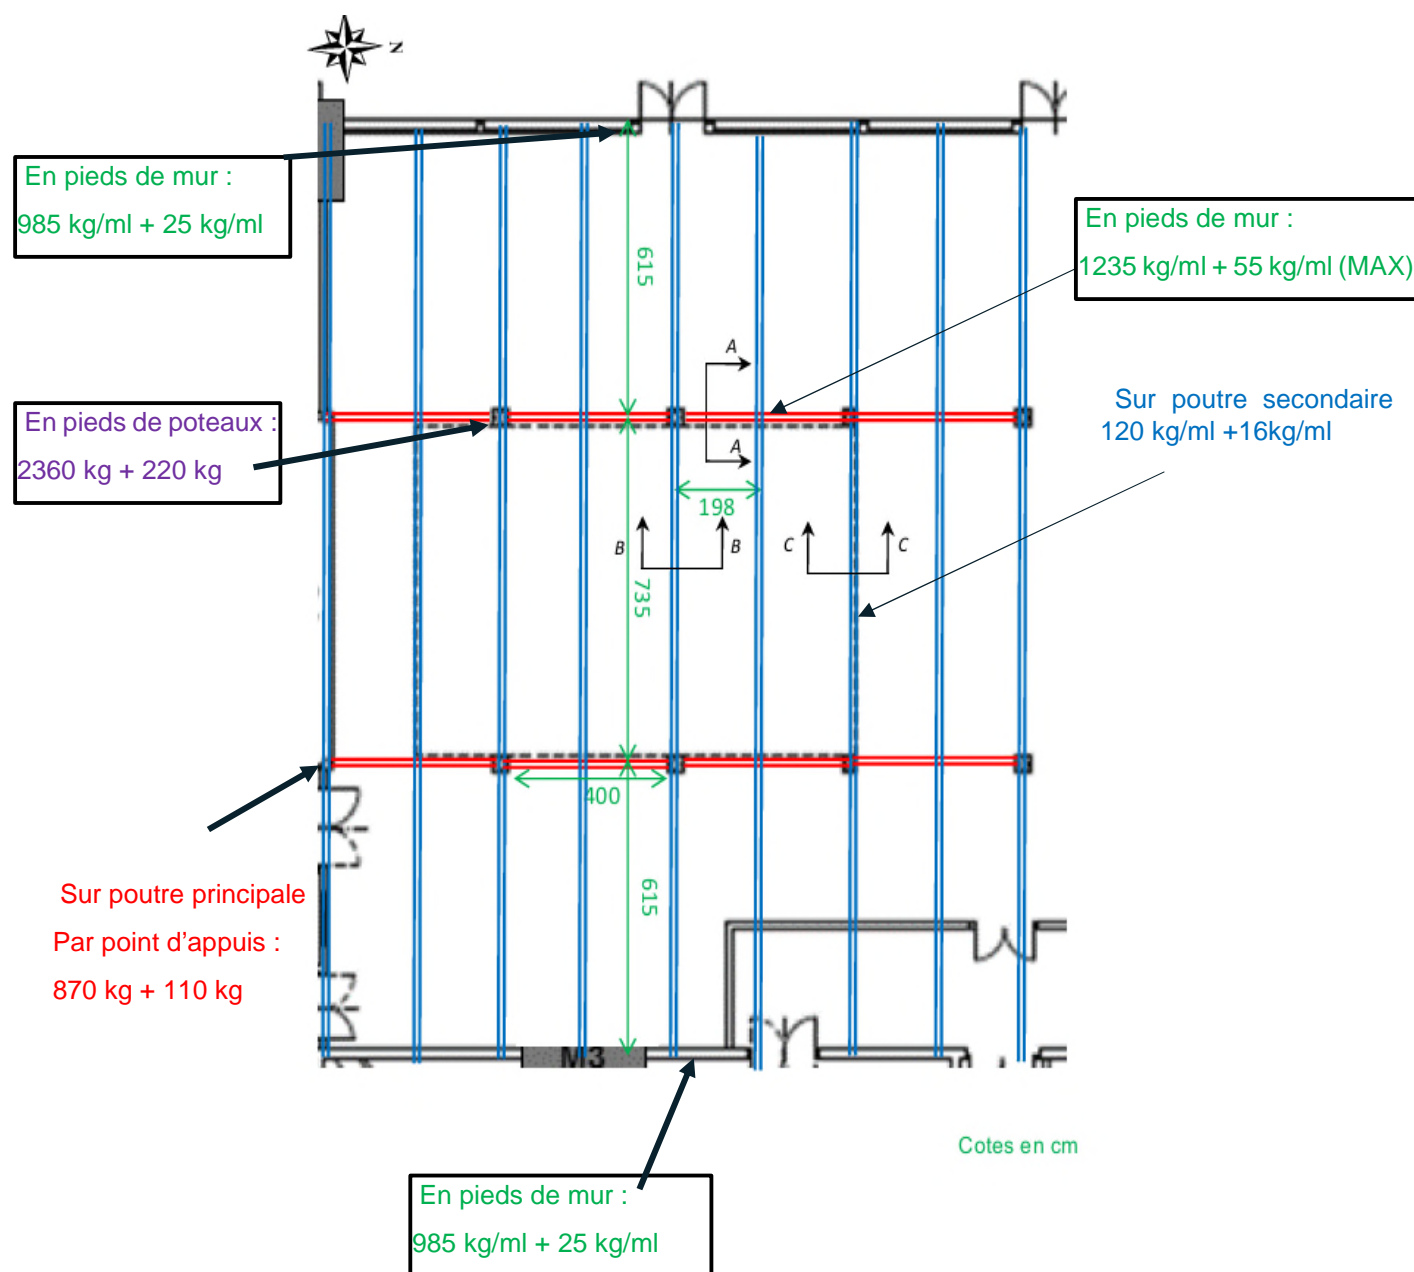 N
En pieds de mur :
985 kg/ml + 25 kg/ml
En pieds de mur :
1235 kg/ml + 55 kg/ml (MAX)
615
A
Sur poutre secondaire
120 kg/ml +16kg/ml
En pieds de poteaux :
2360 kg + 220 kg
A
198
B
B
C
C
735
400
Sur poutre principale
Par point d’appuis :
870 kg + 110 kg
615
M3
Cotes en cm
En pieds de mur :
985 kg/ml + 25 kg/ml